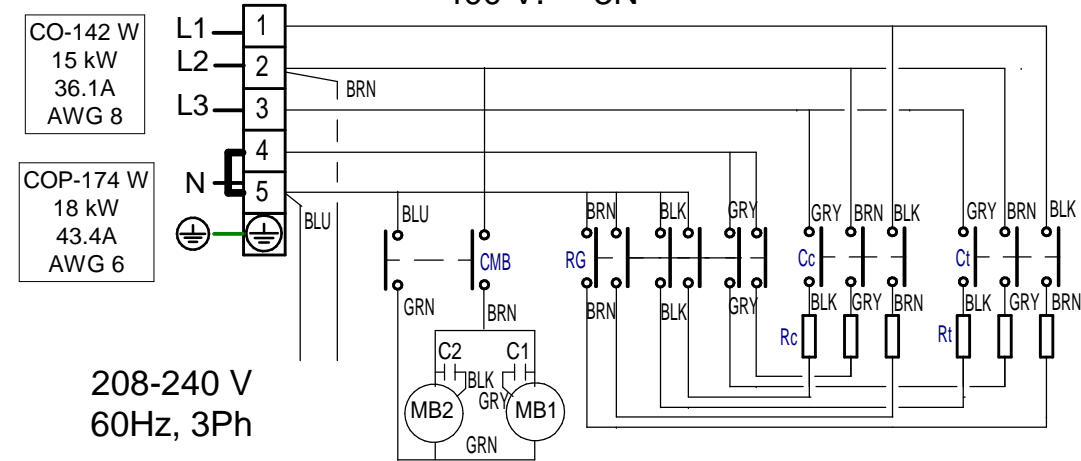 400 V. 3N
CO-142 W
15 kW
36.1A
AWG 8
COP-174 W
18 kW
43.4A
AWG 6
L1
L2
L3
N
1
2
3
4
5
BRN
BLU
BLU
CMB
BRN
BLK
GRY
RG
GRY BRN BLK
Cc
GRY BRN BLK
Ct
GRN
BRN
BRN
BLK
GRY
BLK GRY BRN
BLK GRY BRN
Rc
Rt
C2
C1
BLK
GRY
MB2
MB1
GRN
208-240 V
60Hz, 3Ph